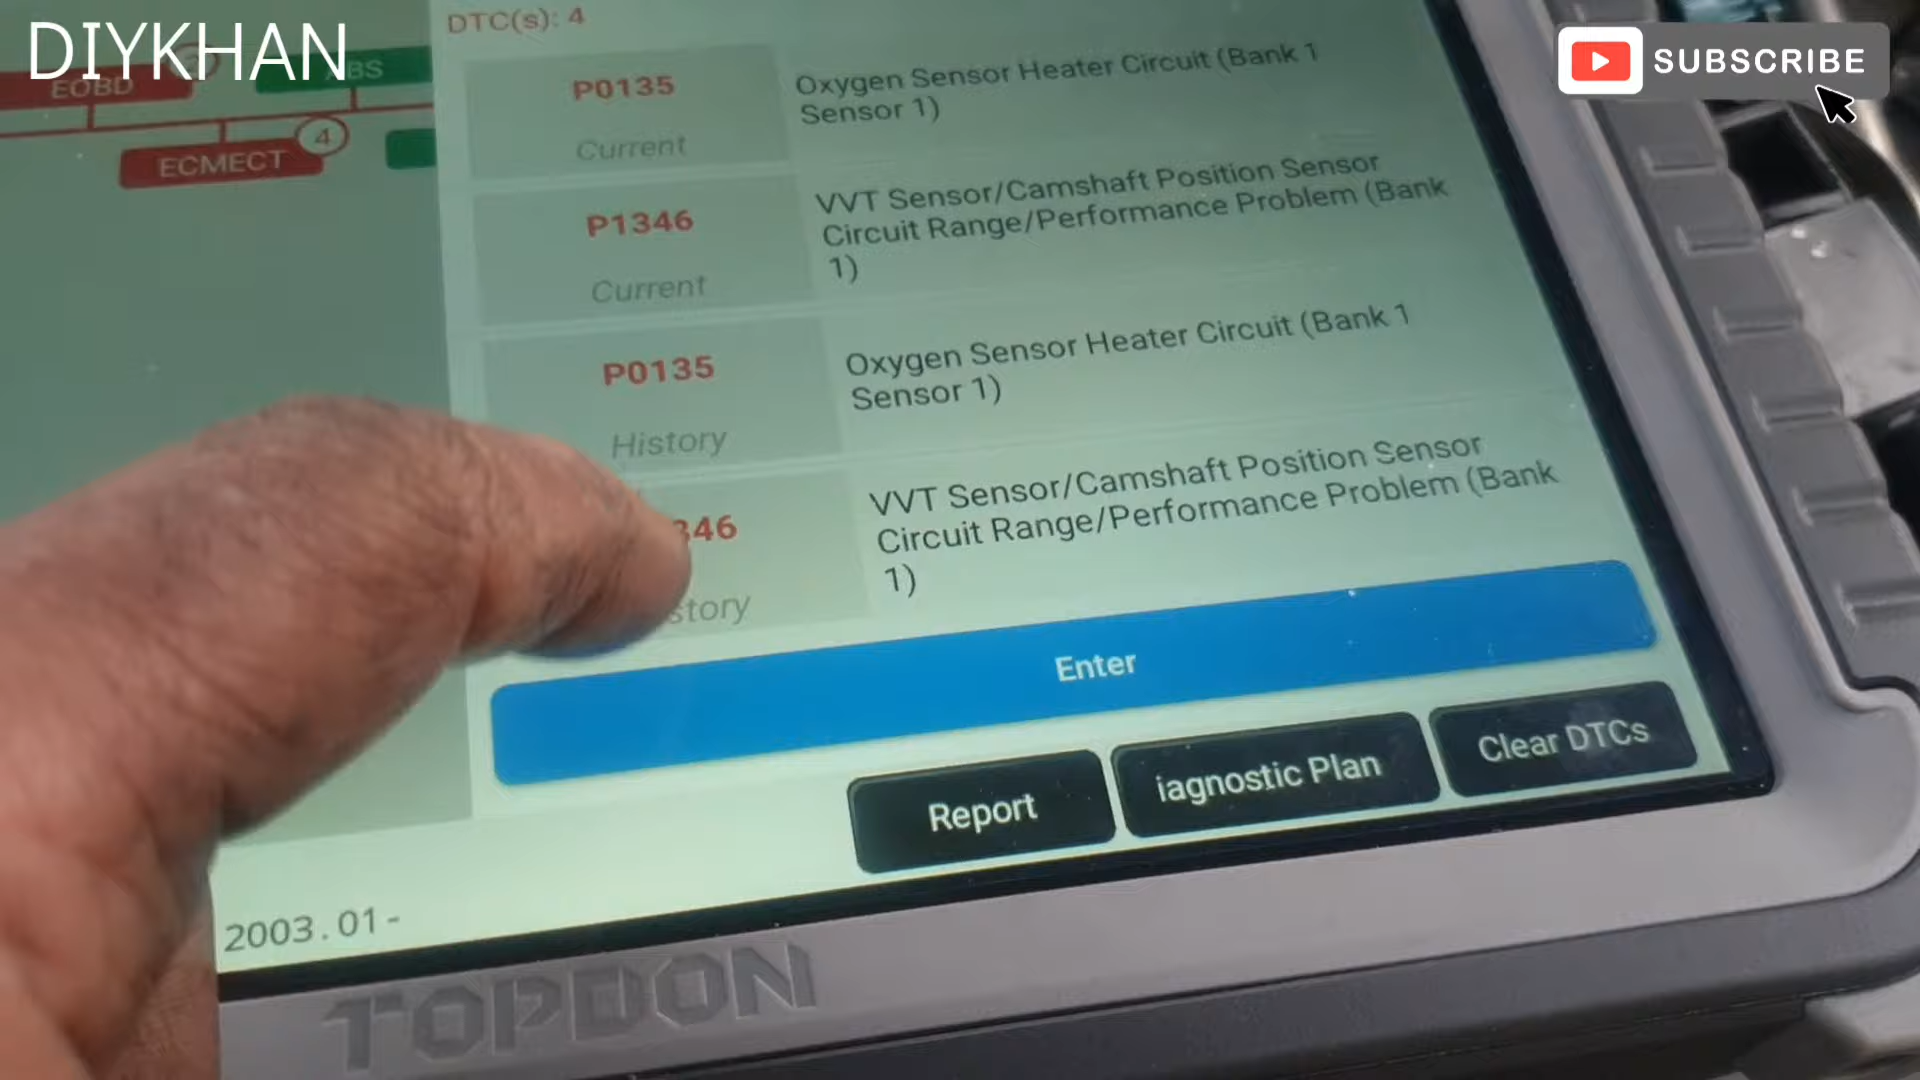 DIYKHAN
SUBSCRIBE
DTC(s): 4
EOBD
ABS
ECMECT
4
P0135
Current
Oxygen Sensor Heater Circuit (Bank 1
Sensor 1)
P1346
Current
VVT Sensor/Camshaft Position Sensor
Circuit Range/Performance Problem (Bank
1)
P0135
History
Oxygen Sensor Heater Circuit (Bank 1
Sensor 1)
346
story
VVT Sensor/Camshaft Position Sensor
Circuit Range/Performance Problem (Bank
1)
Enter
Report
iagnostic Plan
Clear DTCs
2003.01-
TOPDON